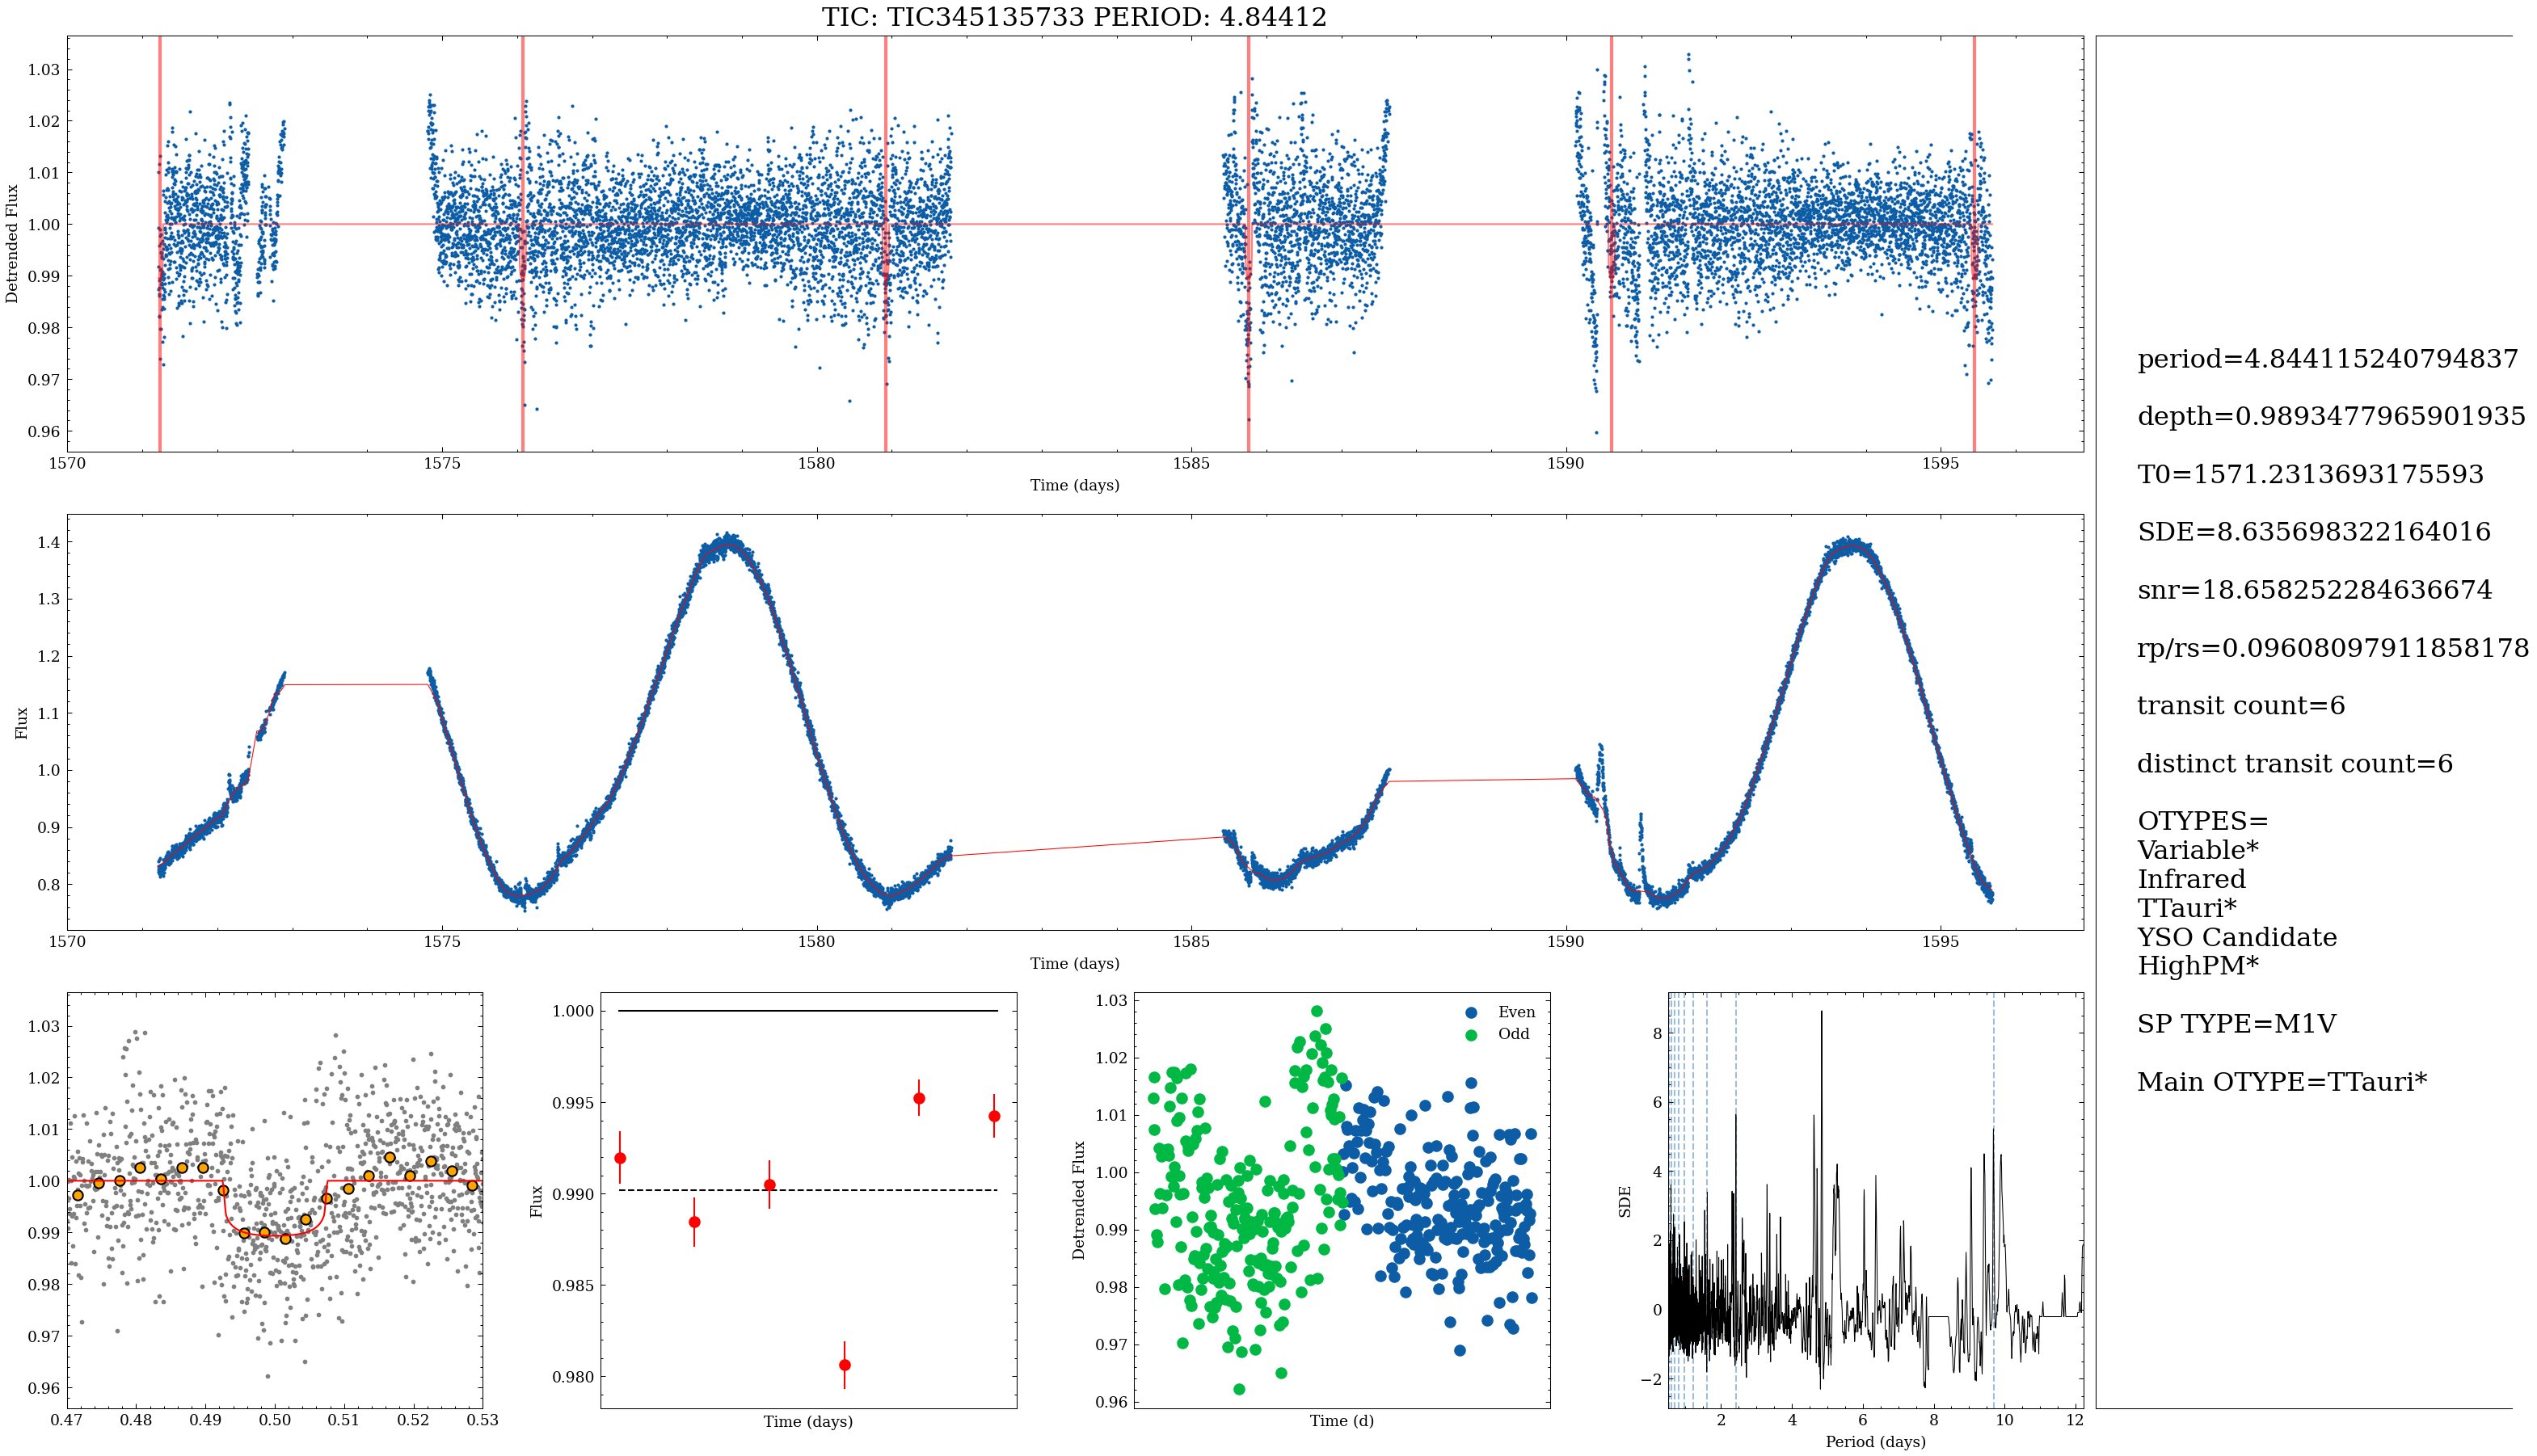 TIC: TIC345135733 PERIOD: 4.84412
1.03
1.02
1.01
1.00
0.99
0.98
0.97
0.96
Detrended Flux
1570
1575
1580
1585
1590
1595
Time (days)
1.4
1.3
1.2
1.1
1.0
0.9
0.8
Flux
1570
1575
1580
1585
1590
1595
Time (days)
1.03
1.02
1.01
1.00
0.99
0.98
0.97
0.96
0.47
0.48
0.49
0.50
0.51
0.52
0.53
1.000
0.995
0.990
0.985
0.980
Flux
Time (days)
1.03
1.02
1.01
1.00
0.99
0.98
0.97
0.96
Detrended Flux
Even
Odd
Time (d)
8
6
4
2
0
−2
SDE
2
4
6
8
10
12
Period (days)
period=4.844115240794837
depth=0.9893477965901935
T0=1571.2313693175593
SDE=8.635698322164016
snr=18.658252284636674
rp/rs=0.09608097911858178
transit count=6
distinct transit count=6
OTYPES=
Variable*
Infrared
TTauri*
YSO Candidate
HighPM*
SP TYPE=M1V
Main OTYPE=TTauri*